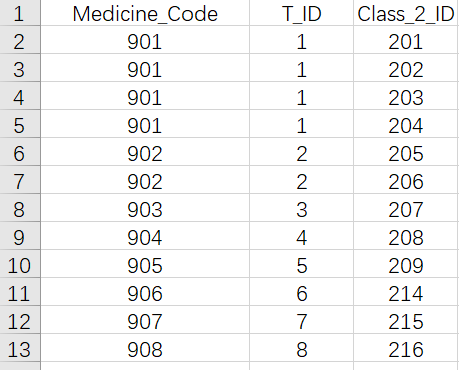 1 Medicine_Code T_ID Class_2_ID
2 901 1 201
3 901 1 202
4 901 1 203
5 901 1 204
6 902 2 205
7 902 2 206
8 903 3 207
9 904 4 208
10 905 5 209
11 906 6 214
12 907 7 215
13 908 8 216